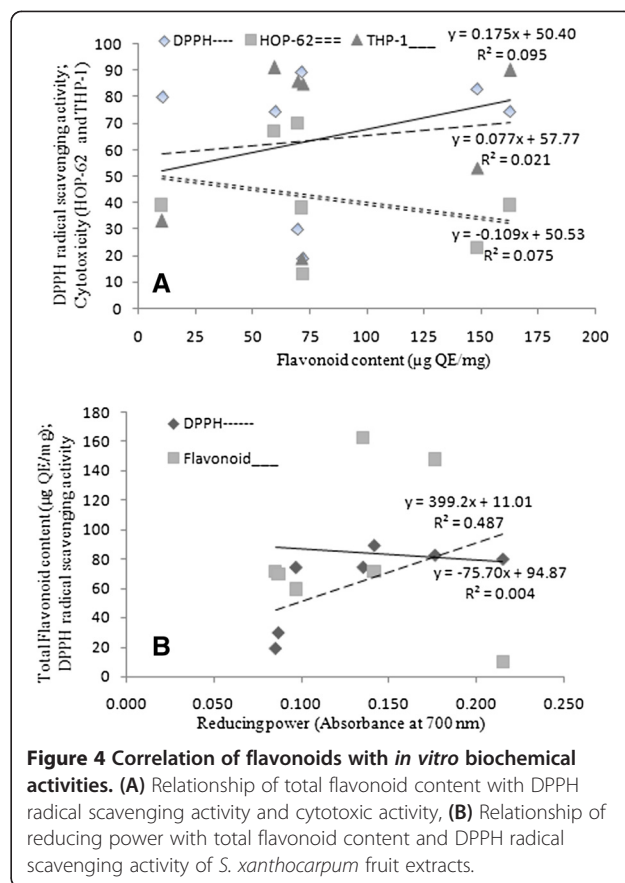 DPPH---- HOP-62=== THP-1___
y = 0.175x + 50.40
R² = 0.095
y = 0.077x + 57.77
R² = 0.021
y = -0.109x + 50.53
R² = 0.075
DPPH radical scavenging activity;
Cytotoxicity (HOP-62 and THP-1)
100
90
80
70
60
50
40
30
20
10
0
A
0 25 50 75 100 125 150 175 200
Flavonoid content (µg QE/mg)
DPPH------
Flavonoid___
y = 399.2x + 11.01
R² = 0.487
y = -75.70x + 94.87
R² = 0.004
Total Flavonoid content (µg QE/mg);
DPPH radical scavenging activity
180
160
140
120
100
80
60
40
20
0
B
0.000 0.050 0.100 0.150 0.200 0.250
Reducing power (Absorbance at 700 nm)
Figure 4 Correlation of flavonoids with in vitro biochemical
activities. (A) Relationship of total flavonoid content with DPPH
radical scavenging activity and cytotoxic activity, (B) Relationship of
reducing power with total flavonoid content and DPPH radical
scavenging activity of S. xanthocarpum fruit extracts.